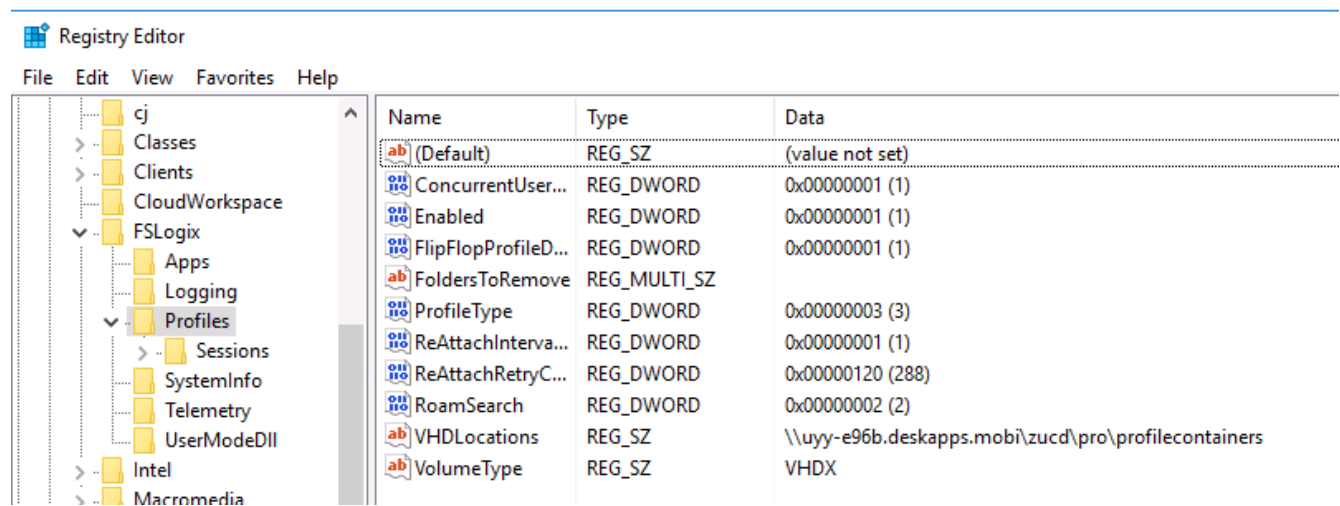 Registry Editor
File Edit View Favorites Help
cj
Classes
Clients
CloudWorkspace
FSLogix
Apps
Logging
Profiles
Sessions
SystemInfo
Telemetry
UserModeDll
Intel
Macromedia
Name Type Data
(Default) REG_SZ (value not set)
ConcurrentUser... REG_DWORD 0x00000001 (1)
Enabled REG_DWORD 0x00000001 (1)
FlipFlopProfileD... REG_DWORD 0x00000001 (1)
FoldersToRemove REG_MULTI_SZ
ProfileType REG_DWORD 0x00000003 (3)
ReAttachInterva... REG_DWORD 0x00000001 (1)
ReAttachRetryC... REG_DWORD 0x00000120 (288)
RoamSearch REG_DWORD 0x00000002 (2)
VHDLocations REG_SZ \\uyy-e96b.deskapps.mobi\zucd\pro\profilecontainers
VolumeType REG_SZ VHDX